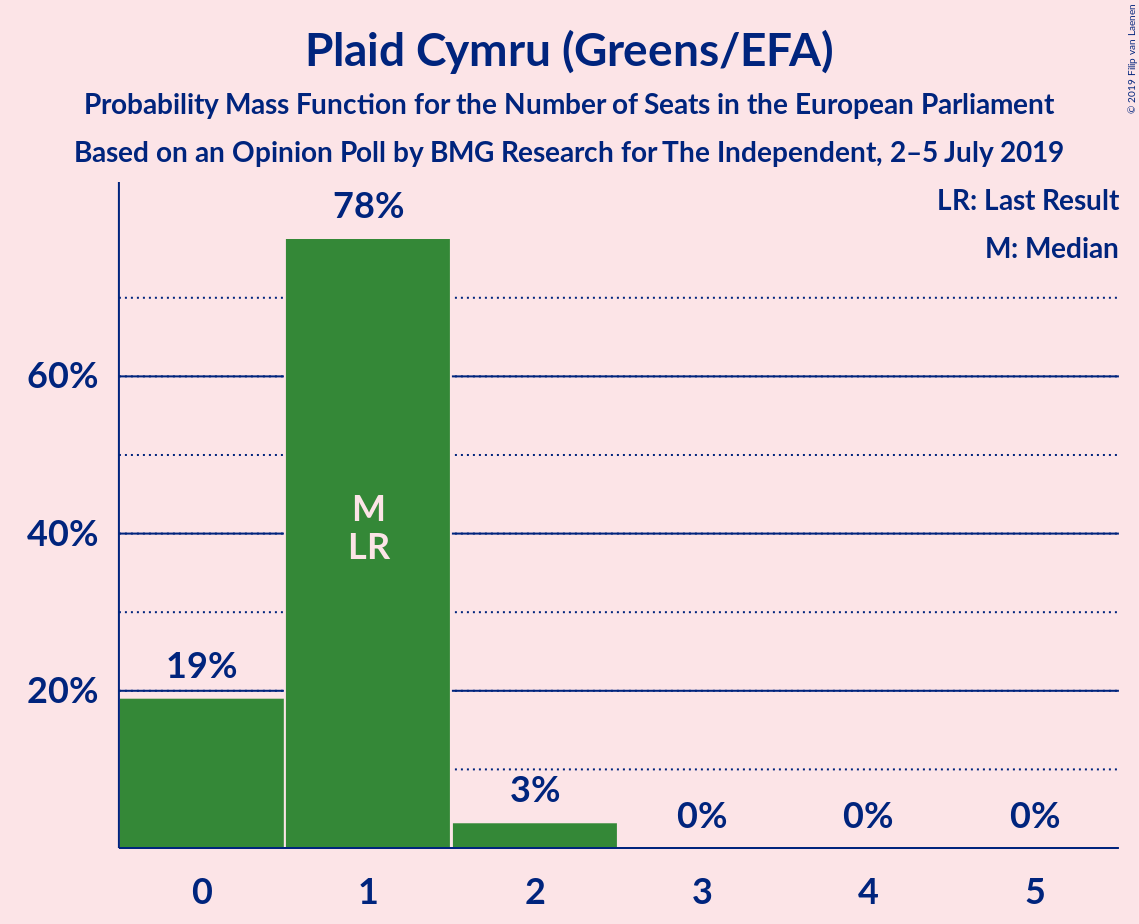 Plaid Cymru (Greens/EFA)
Probability Mass Function for the Number of Seats in the European Parliament
Based on an Opinion Poll by BMG Research for The Independent, 2–5 July 2019
© 2019 Filip van Laenen
LR: Last Result
M: Median
78%
60%
M
40%
LR
19%
20%
3%
0%
0%
0%
0
1
2
3
4
5